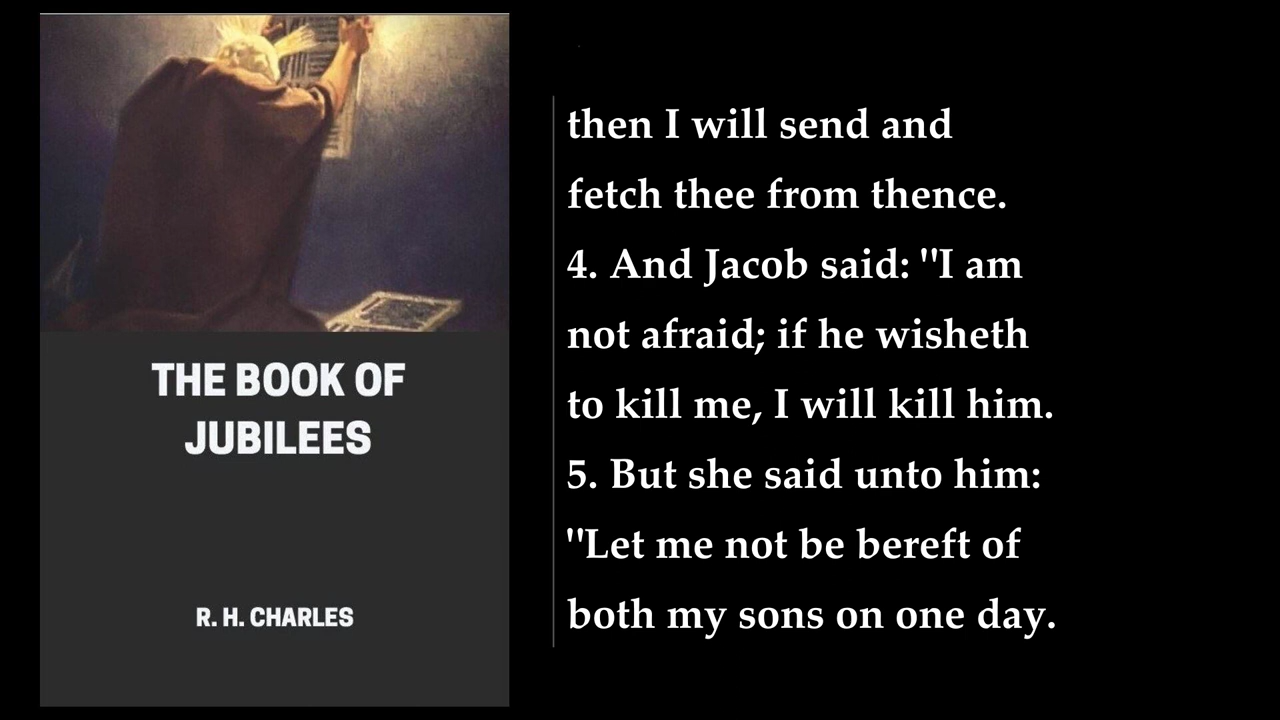 THE BOOK OF
JUBILEES
R. H. CHARLES
then I will send and
fetch thee from thence.
4. And Jacob said: "I am
not afraid; if he wisheth
to kill me, I will kill him.
5. But she said unto him:
"Let me not be bereft of
both my sons on one day.